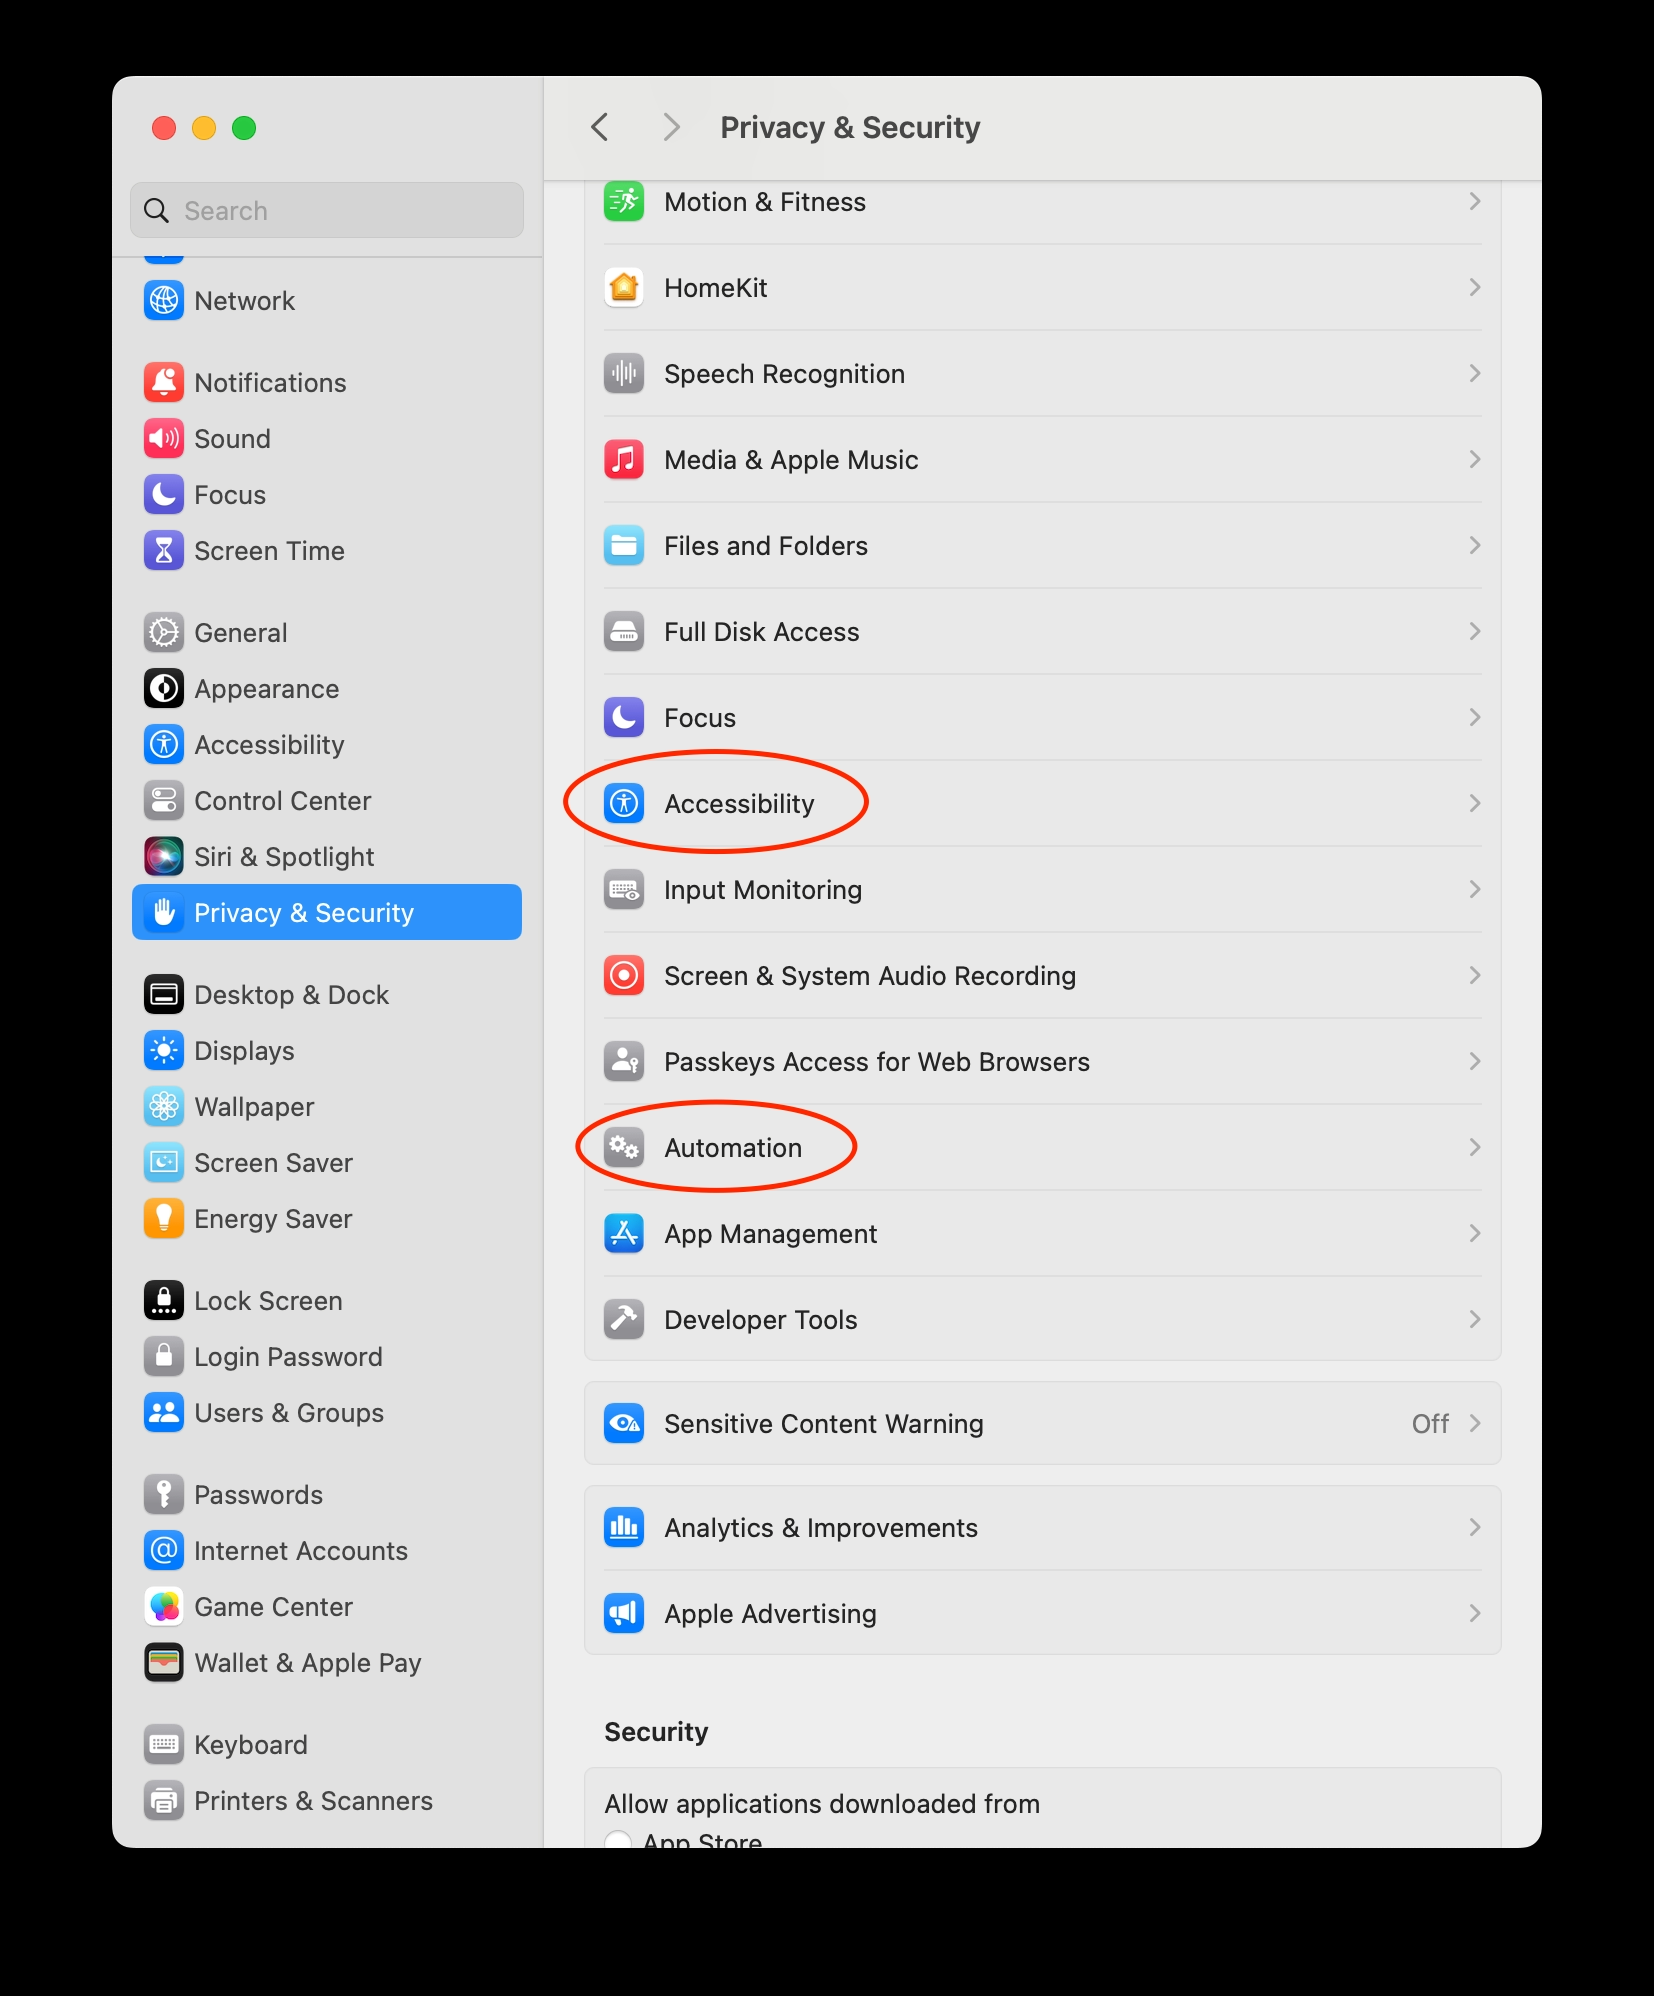 Search
Network
Notifications
Sound
Focus
Screen Time
General
Appearance
Accessibility
Control Center
Siri & Spotlight
Privacy & Security
Desktop & Dock
Displays
Wallpaper
Screen Saver
Energy Saver
Lock Screen
Login Password
Users & Groups
Passwords
Internet Accounts
Game Center
Wallet & Apple Pay
Keyboard
Printers & Scanners
Privacy & Security
Motion & Fitness
HomeKit
Speech Recognition
Media & Apple Music
Files and Folders
Full Disk Access
Focus
Accessibility
Input Monitoring
Screen & System Audio Recording
Passkeys Access for Web Browsers
Automation
App Management
Developer Tools
Sensitive Content Warning Off
Analytics & Improvements
Apple Advertising
Security
Allow applications downloaded from
App Store